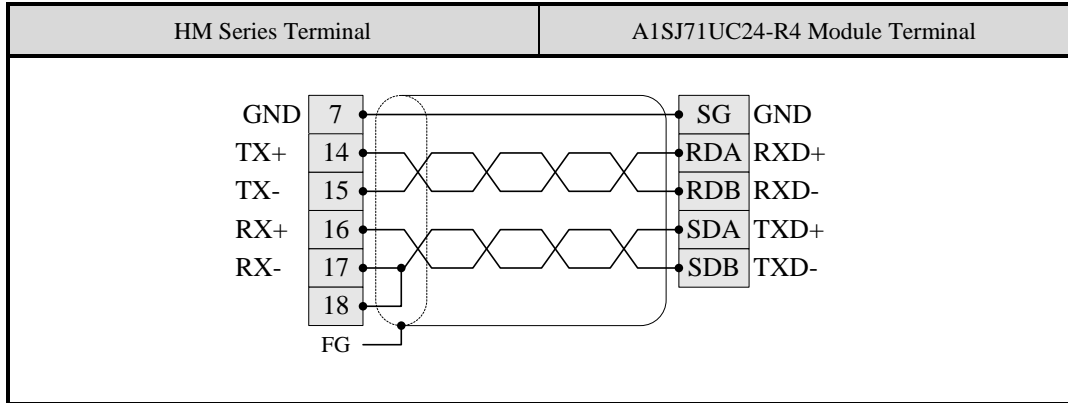 HM Series Terminal A1SJ71UC24-R4 Module Terminal
GND 7 SG GND
TX+ 14 RDA RXD+
TX- 15 RDB RXD-
RX+ 16 SDA TXD+
RX- 17 SDB TXD-
18
FG